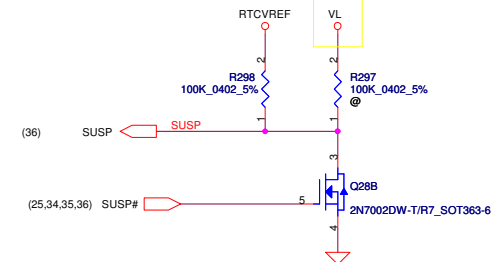 RTCVREF
VL
2
2
R298
100K_0402_5%
R297
100K_0402_5%
@
1
1
(36)
SUSP
SUSP
3
Q28B
(25,34,35,36)
SUSP#
5
2N7002DW-T/R7_SOT363-6
4